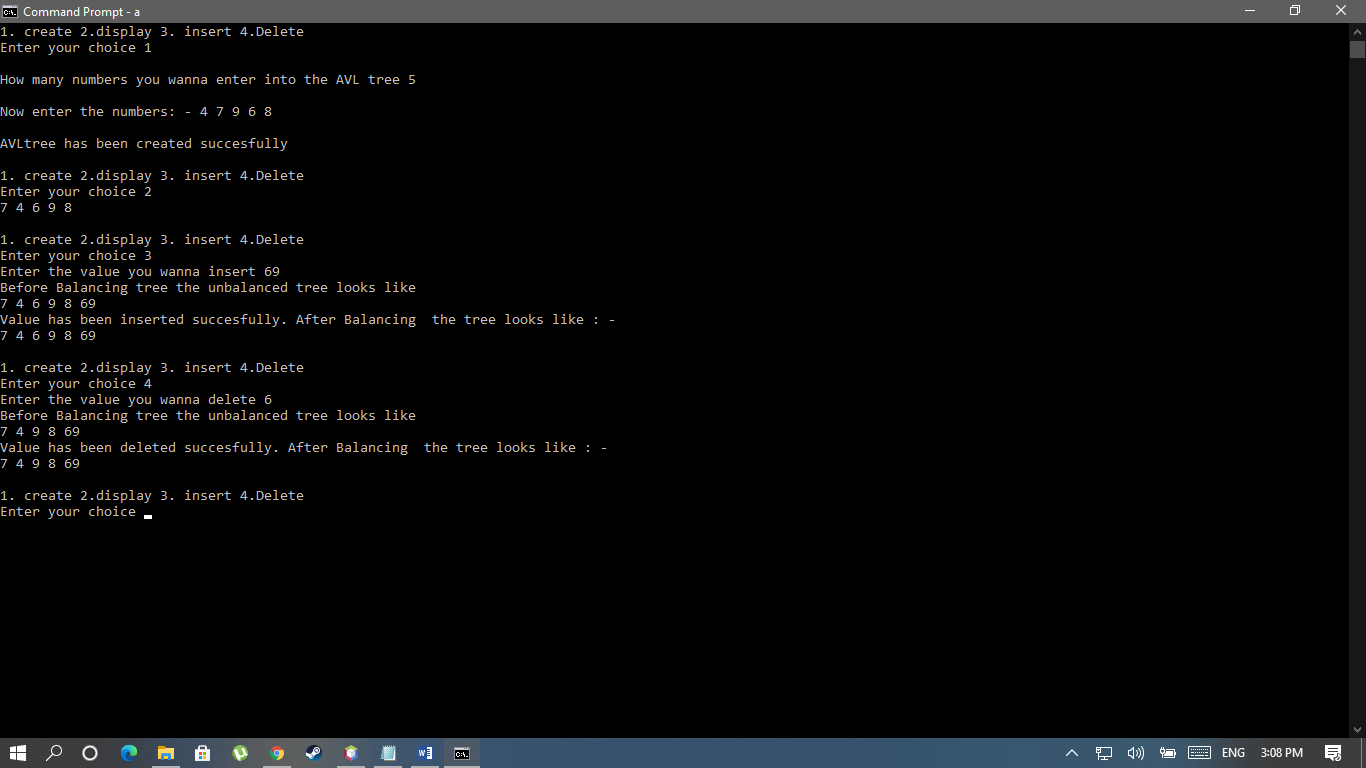 Command Prompt - a
1. create 2.display 3. insert 4.Delete
Enter your choice 1
How many numbers you wanna enter into the AVL tree 5
Now enter the numbers: - 4 7 9 6 8
AVLtree has been created succesfully
1. create 2.display 3. insert 4.Delete
Enter your choice 2
7 4 6 9 8
1. create 2.display 3. insert 4.Delete
Enter your choice 3
Enter the value you wanna insert 69
Before Balancing tree the unbalanced tree looks like
7 4 6 9 8 69
Value has been inserted succesfully. After Balancing  the tree looks like : -
7 4 6 9 8 69
1. create 2.display 3. insert 4.Delete
Enter your choice 4
Enter the value you wanna delete 6
Before Balancing tree the unbalanced tree looks like
7 4 9 8 69
Value has been deleted succesfully. After Balancing  the tree looks like : -
7 4 9 8 69
1. create 2.display 3. insert 4.Delete
Enter your choice
ENG 3:08 PM